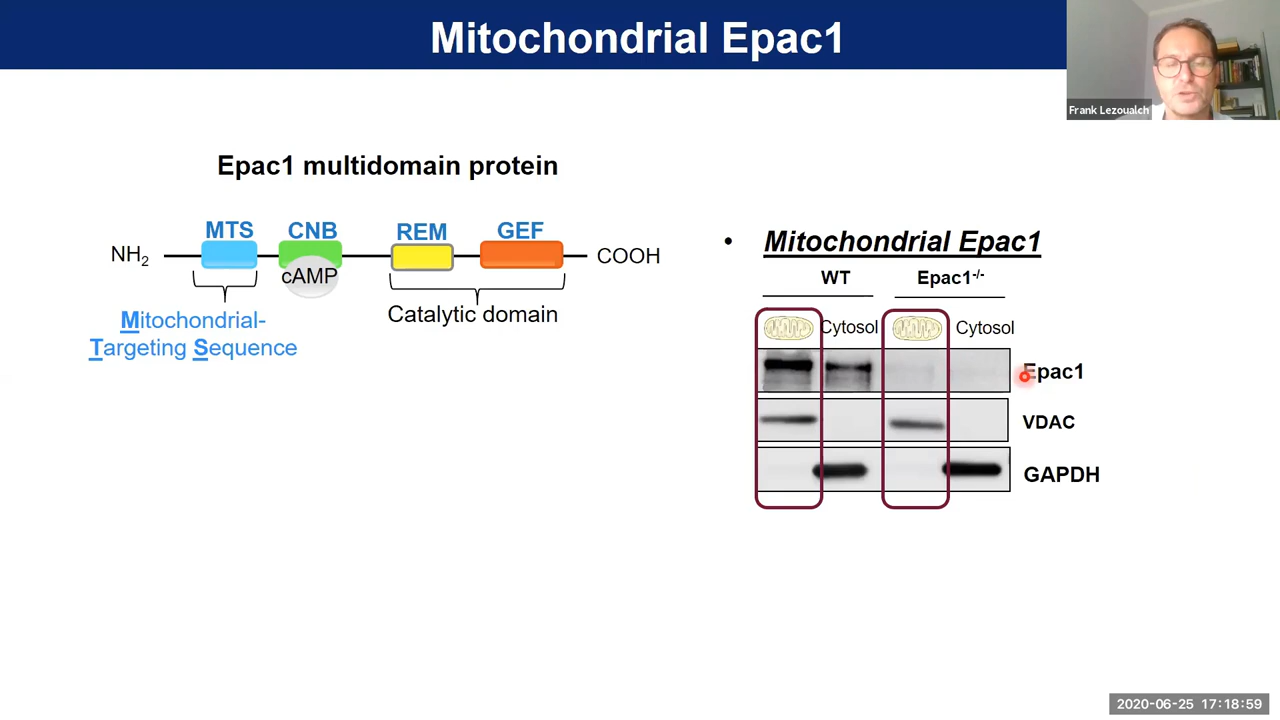 Mitochondrial Epac1
Frank Lezoualch
Epac1 multidomain protein
MTS CNB REM GEF
NH2 COOH
cAMP
Catalytic domain
Mitochondrial-
Targeting Sequence
• Mitochondrial Epac1
WT Epac1-/-
Cytosol Cytosol
Epac1
VDAC
GAPDH
2020-06-25 17:18:59